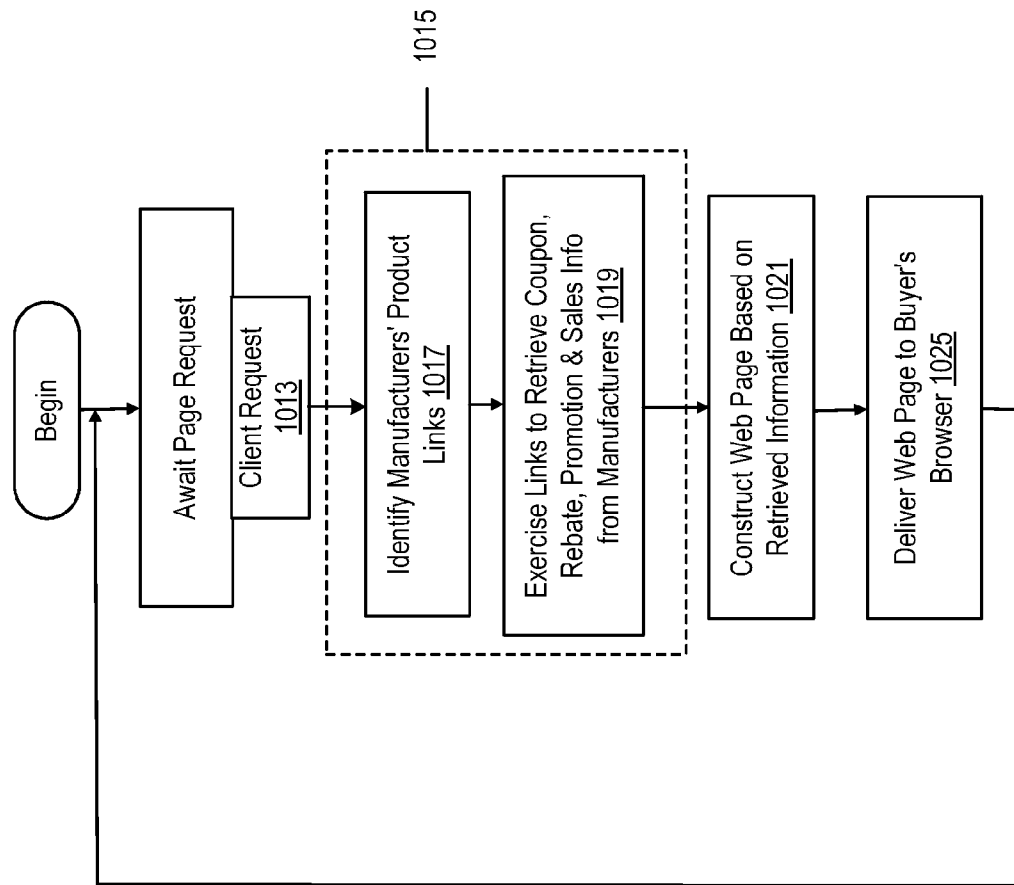 Begin
Await Page Request
Client Request
1013
1015
Identify Manufacturers' Product
Links 1017
Exercise Links to Retrieve Coupon,
Rebate, Promotion & Sales Info
from Manufacturers 1019
Construct Web Page Based on
Retrieved Information 1021
Deliver Web Page to Buyer's
Browser 1025